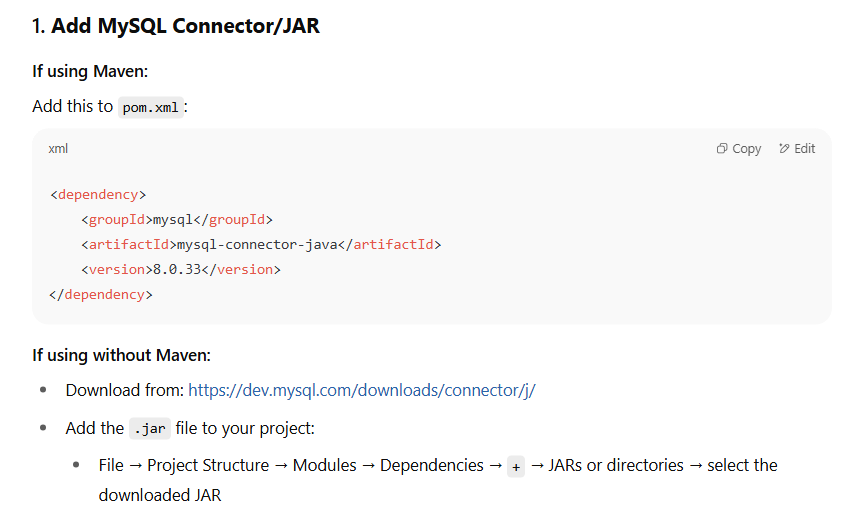 1. Add MySQL Connector/JAR
If using Maven:
Add this to pom.xml:
xml Copy Edit
<dependency>
    <groupId>mysql</groupId>
    <artifactId>mysql-connector-java</artifactId>
    <version>8.0.33</version>
</dependency>
If using without Maven:
• Download from: https://dev.mysql.com/downloads/connector/j/
• Add the .jar file to your project:
• File → Project Structure → Modules → Dependencies → + → JARs or directories → select the
downloaded JAR